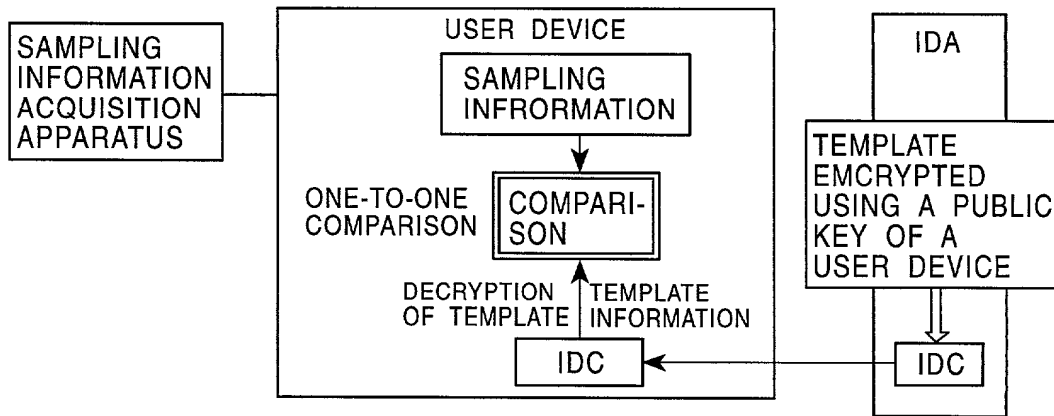 SAMPLING
INFORMATION
ACQUISITION
APPARATUS
USER DEVICE
SAMPLING
INFRORMATION
ONE-TO-ONE
COMPARISON
COMPARI-
SON
DECRYPTION
OF TEMPLATE
TEMPLATE
INFORMATION
IDC
IDA
TEMPLATE
EMCRYPTED
USING A PUBLIC
KEY OF A
USER DEVICE
IDC